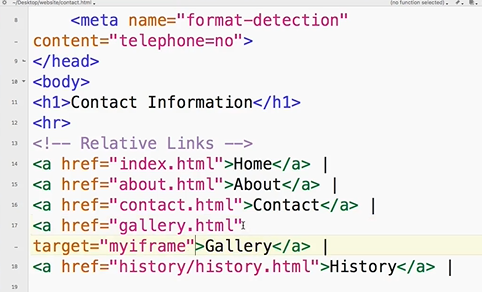 ~/Desktop/website/contact.html
(no function selected)
8 <meta name="format-detection"
- content="telephone=no">
9 </head>
10 <body>
11 <h1>Contact Information</h1>
12 <hr>
13 <!-- Relative Links -->
14 <a href="index.html">Home</a> |
15 <a href="about.html">About</a> |
16 <a href="contact.html">Contact</a> |
17 <a href="gallery.html"
- target="myiframe">Gallery</a> |
18 <a href="history/history.html">History</a> |